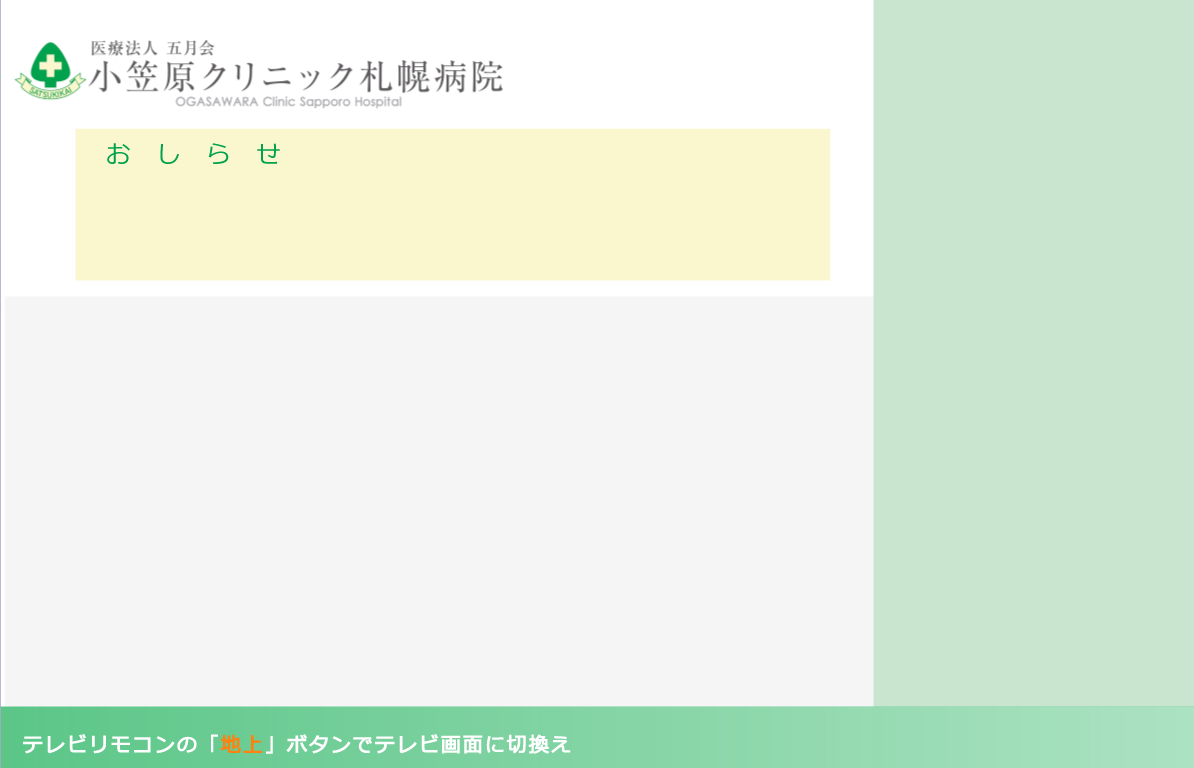 医療法人 五月会
小笠原クリニック札幌病院
SATSUKIKAI
OGASAWARA Clinic Sapporo Hospital
おしらせ
テレビリモコンの「地上」ボタンでテレビ画面に切換え